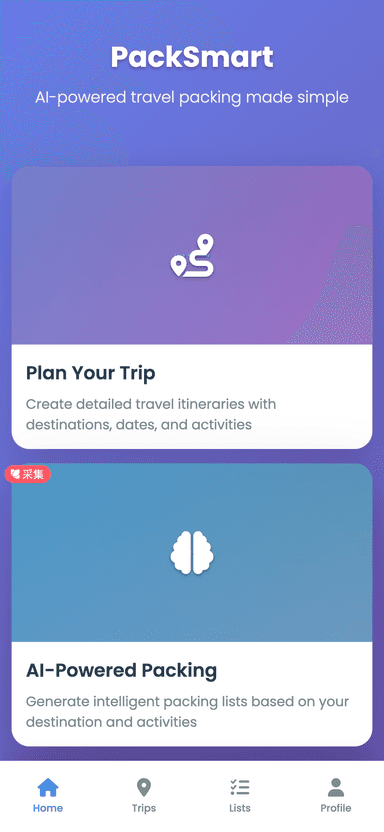 PackSmart
AI-powered travel packing made simple
Plan Your Trip
Create detailed travel itineraries with
destinations, dates, and activities
采集
AI-Powered Packing
Generate intelligent packing lists based on your
destination and activities
Home
Trips
Lists
Profile